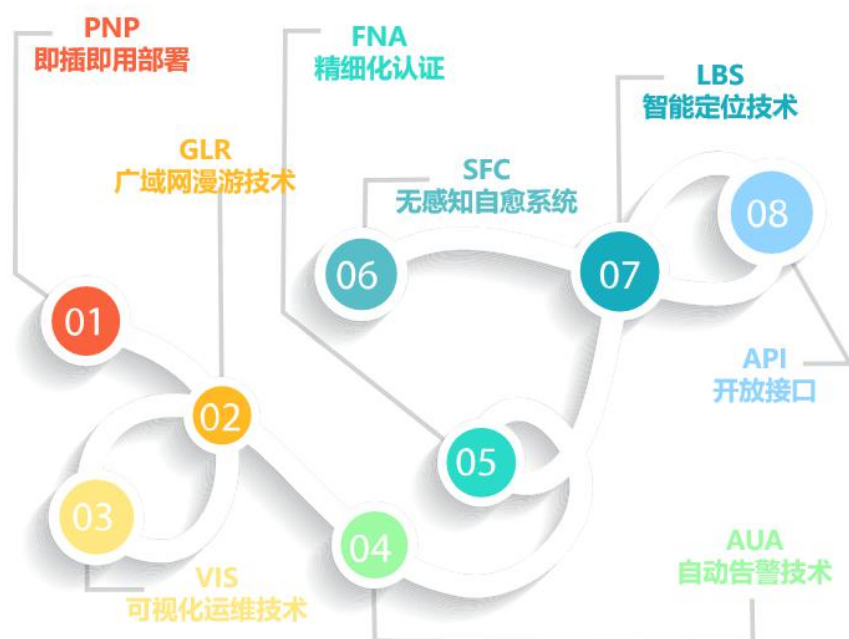 PNP
即插即用部署
FNA
精细化认证
LBS
智能定位技术
GLR
广域网漫游技术
SFC
无感知自愈系统
08
06
07
01
API
开放接口
02
05
03
04
AUA
自动告警技术
VIS
可视化运维技术